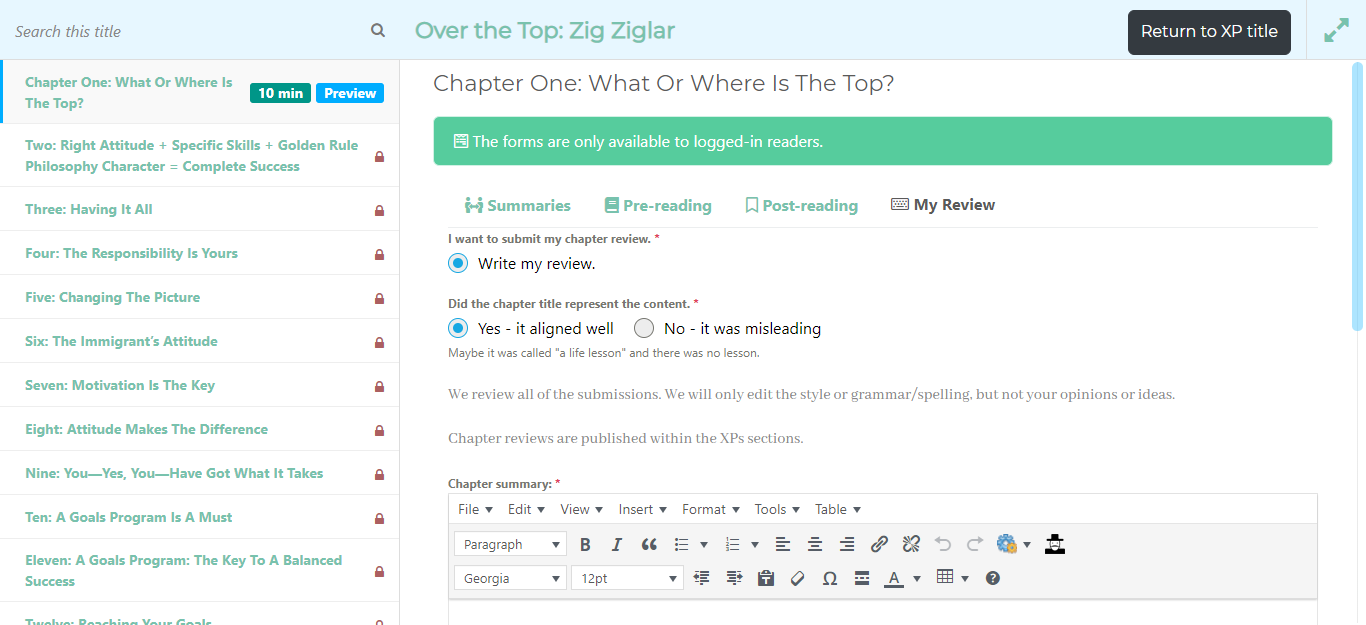 Search this title
Over the Top: Zig Ziglar
Return to XP title
Chapter One: What Or Where Is
The Top?
10 min
Preview
Two: Right Attitude + Specific Skills + Golden Rule
Philosophy Character = Complete Success
Three: Having It All
Four: The Responsibility Is Yours
Five: Changing The Picture
Six: The Immigrant’s Attitude
Seven: Motivation Is The Key
Eight: Attitude Makes The Difference
Nine: You—Yes, You—Have Got What It Takes
Ten: A Goals Program Is A Must
Eleven: A Goals Program: The Key To A Balanced
Success
Twelve: Reaching Your Goals
Chapter One: What Or Where Is The Top?
The forms are only available to logged-in readers.
Summaries
Pre-reading
Post-reading
My Review
I want to submit my chapter review. *
Write my review.
Did the chapter title represent the content. *
Yes - it aligned well
No - it was misleading
Maybe it was called "a life lesson" and there was no lesson.
We review all of the submissions. We will only edit the style or grammar/spelling, but not your opinions or ideas.
Chapter reviews are published within the XPs sections.
Chapter summary: *
File Edit View Insert Format Tools Table
Paragraph
Georgia
12pt